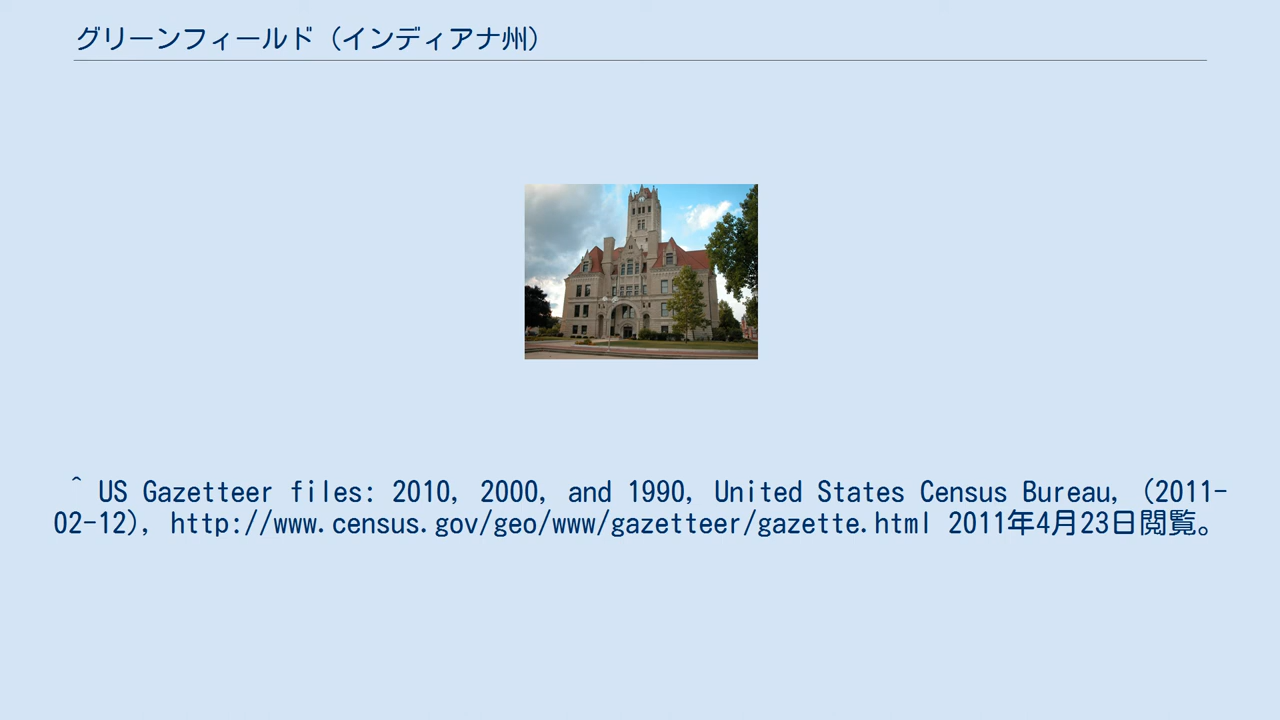 グリーンフィールド（インディアナ州）
^ US Gazetteer files: 2010, 2000, and 1990, United States Census Bureau, (2011-
02-12), http://www.census.gov/geo/www/gazetteer/gazette.html 2011年4月23日閲覧。